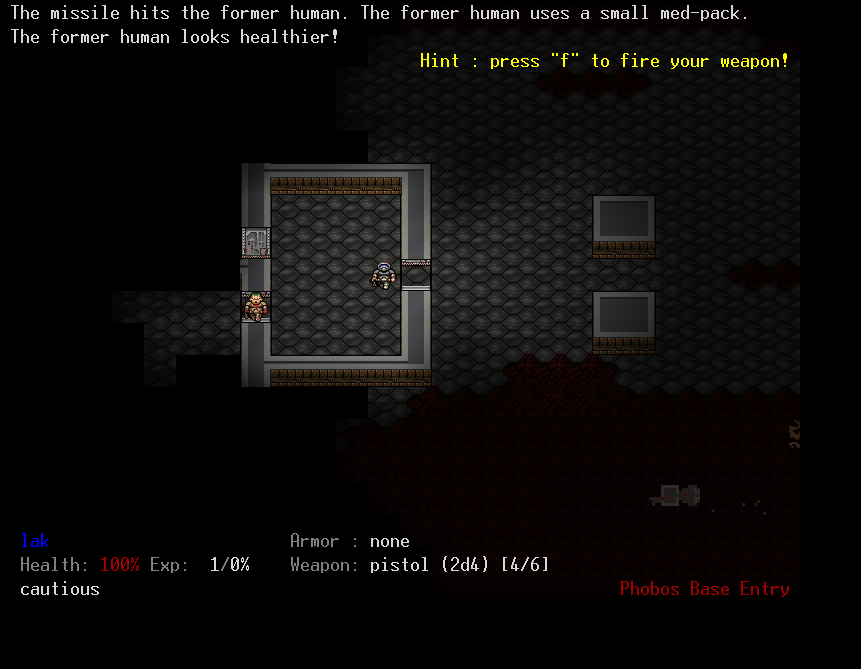 The missile hits the former human. The former human uses a small med-pack.
The former human looks healthier!
Hint : press "f" to fire your weapon!
lak
Armor : none
Health: 100% Exp:  1/0%
Weapon: pistol (2d4) [4/6]
cautious
Phobos Base Entry